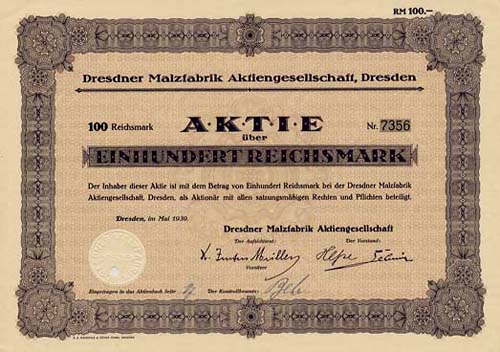 RM 100.—
Dresdner Malzfabrik Aktiengesellschaft, Dresden
100 Reichsmark A·K·T·I·E Nr. 7356
über
EINHUNDERT REICHSMARK
Der Inhaber dieser Aktie ist mit dem Betrag von Einhundert Reichsmark bei der Dresdner Malzfabrik
Aktiengesellschaft, Dresden, als Aktionär mit allen satzungsmäßigen Rechten und Pflichten beteiligt.
Dresden, im Mai 1939.
Dresdner Malzfabrik Aktiengesellschaft
Der Aufsichtsrat: Der Vorstand:
Vorsitzer
Eingetragen in das Aktienbuch Seite Der Kontrollbeamte: